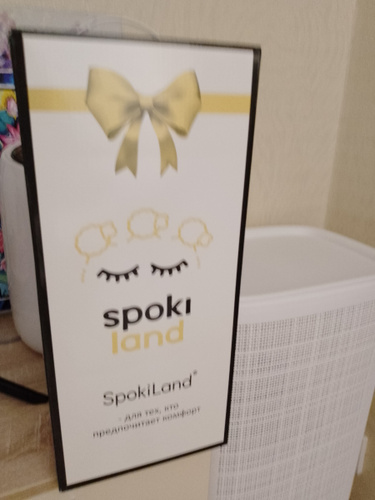 spoki
land
SpokiLand®
- для тех, кто
предпочитает комфорт